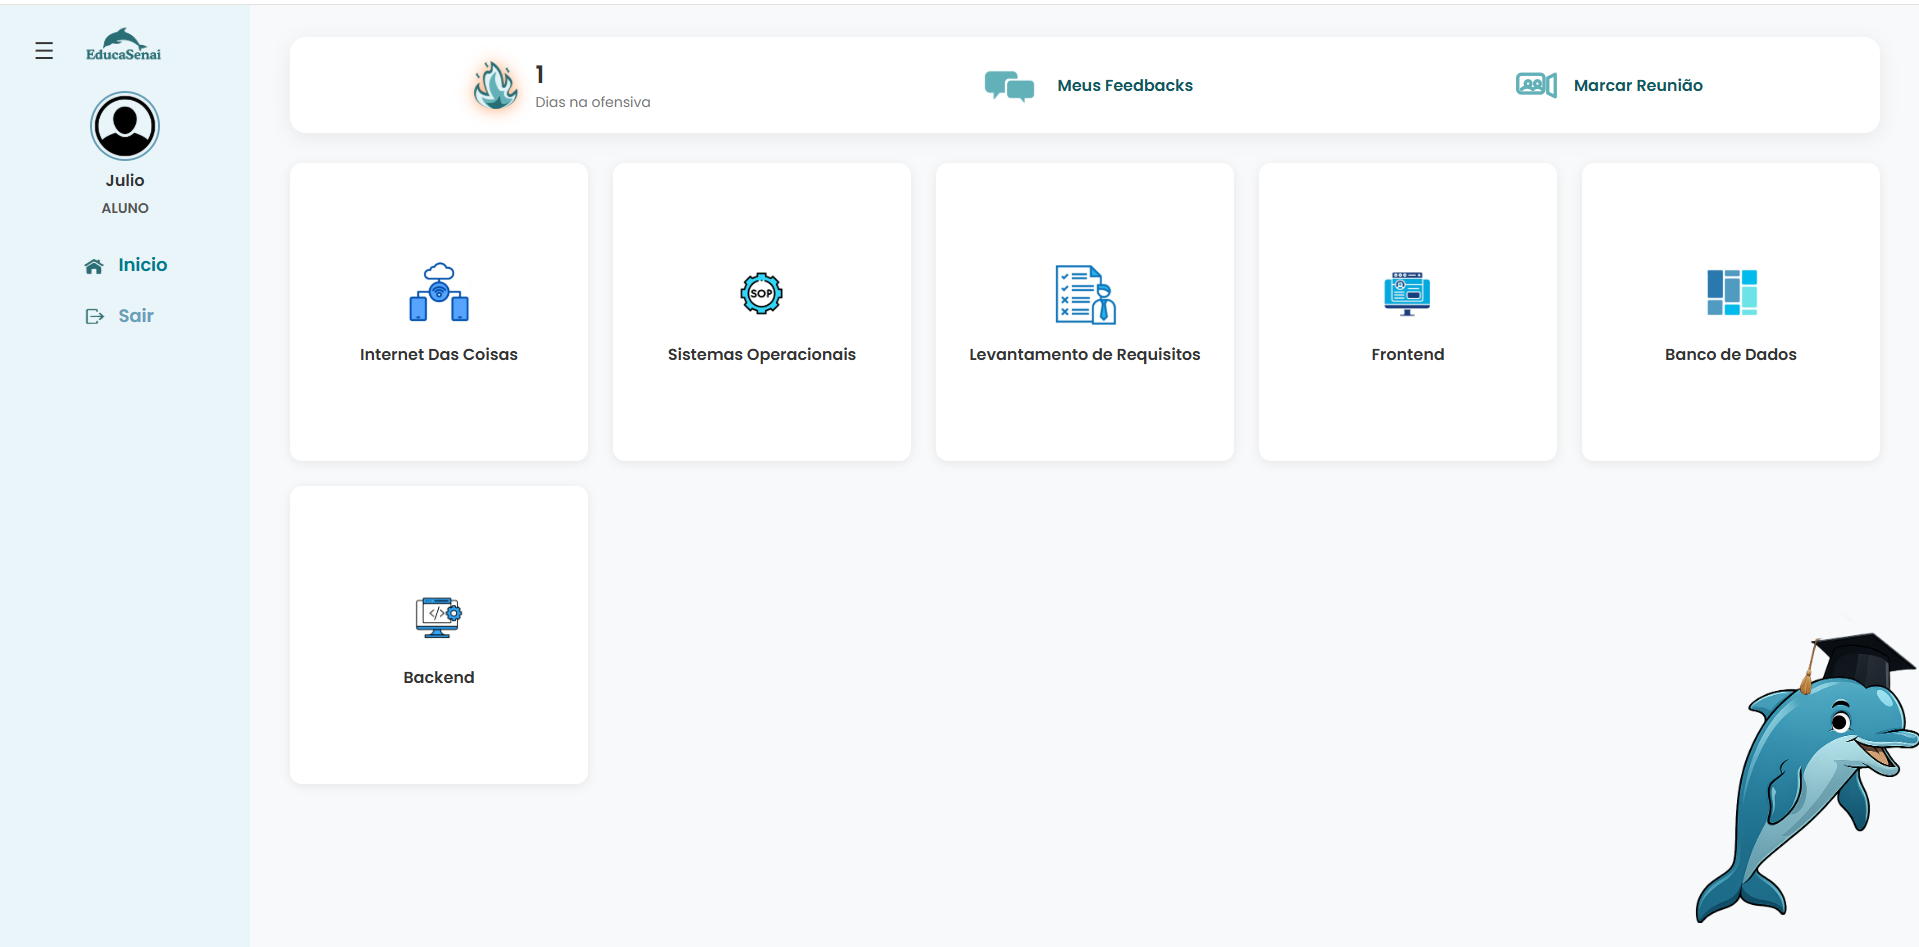 EducaSenai
Julio
ALUNO
Inicio
Sair
1
Dias na ofensiva
Meus Feedbacks
Marcar Reunião
Internet Das Coisas
SOP
Sistemas Operacionais
Levantamento de Requisitos
Frontend
Banco de Dados
</>
Backend